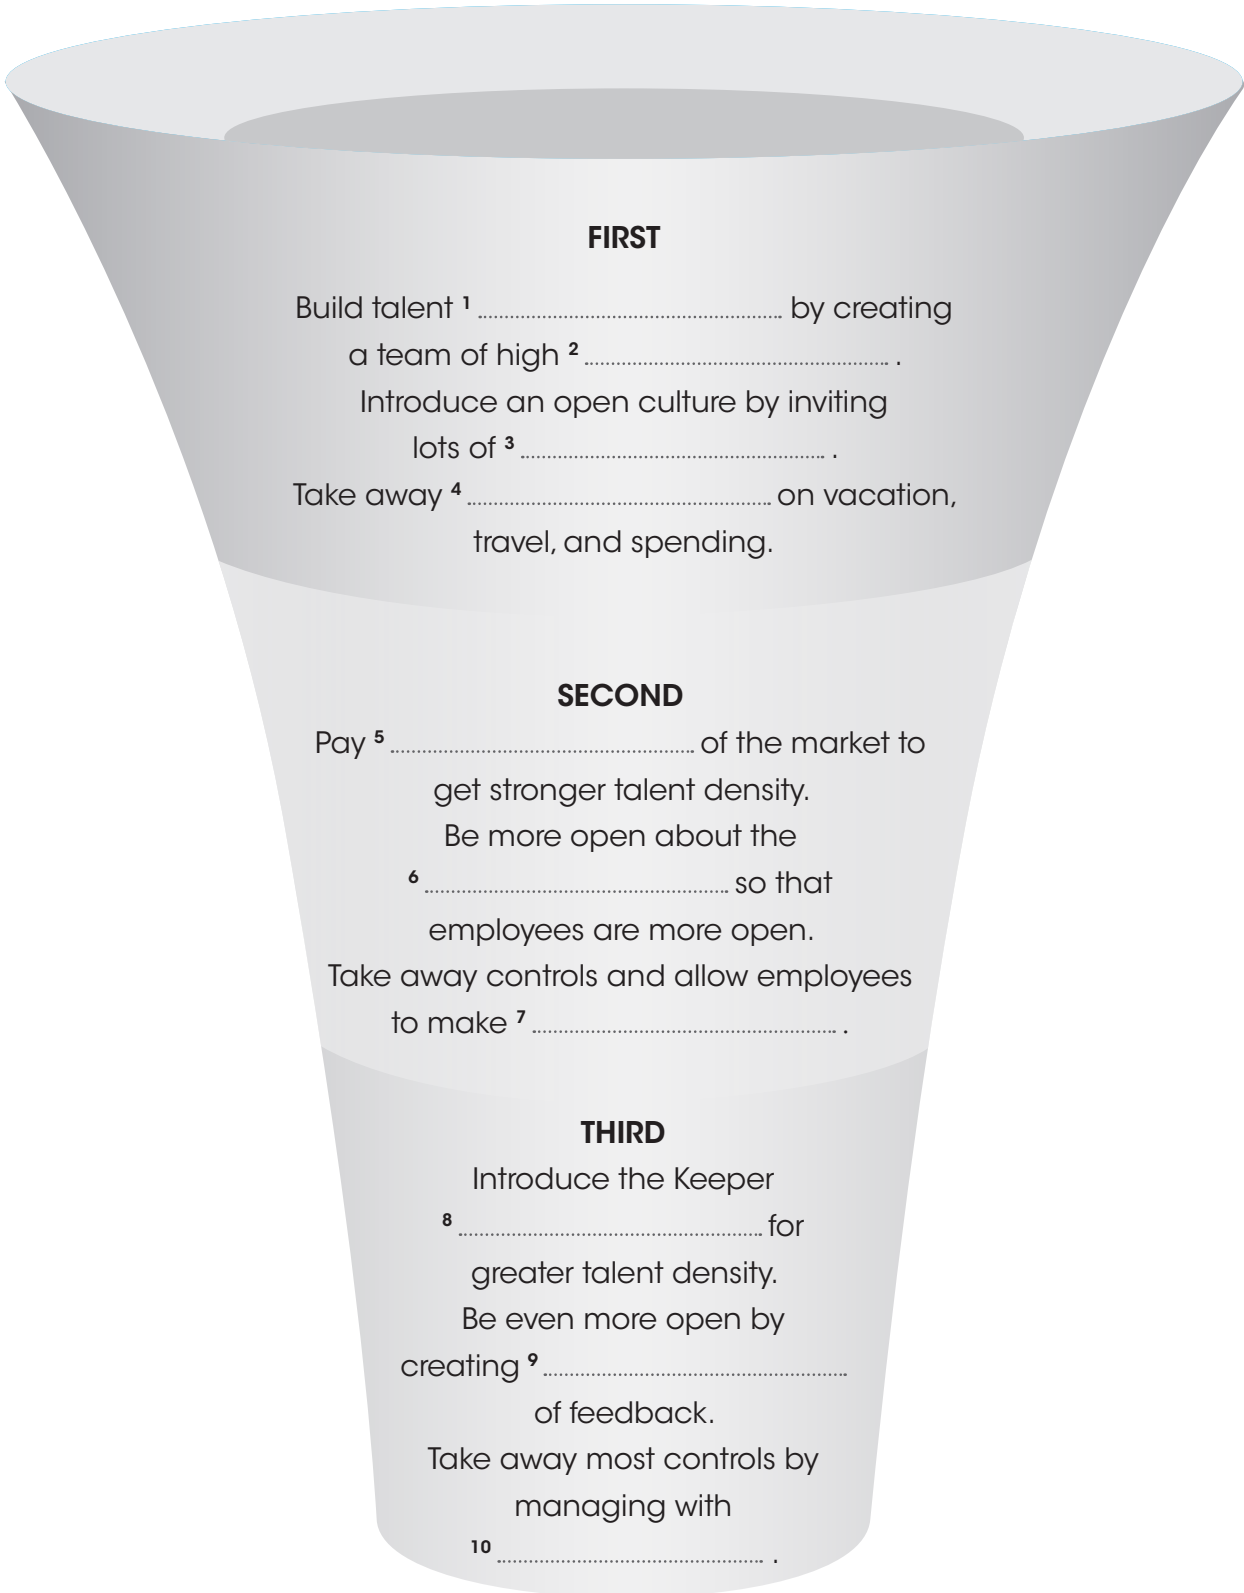 FIRST
Build talent 1 .......................................... by creating
a team of high 2 .......................................... .
Introduce an open culture by inviting
lots of 3 .......................................... .
Take away 4 .......................................... on vacation,
travel, and spending.
SECOND
Pay 5 .......................................... of the market to
get stronger talent density.
Be more open about the
6 .......................................... so that
employees are more open.
Take away controls and allow employees
to make 7 .......................................... .
THIRD
Introduce the Keeper
8 .......................................... for
greater talent density.
Be even more open by
creating 9 ..........................................
of feedback.
Take away most controls by
managing with
10 .......................................... .